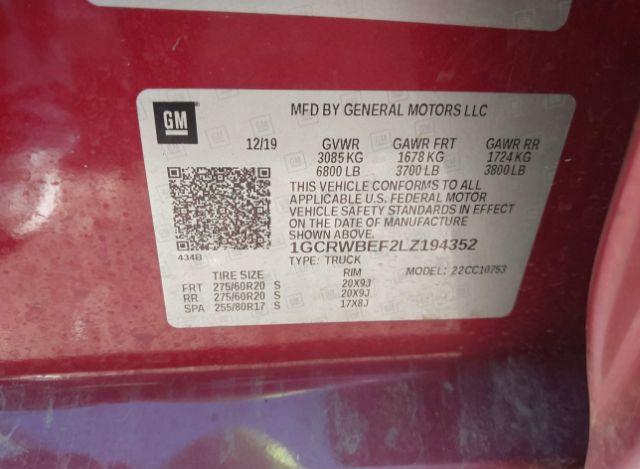 GM
MFD BY GENERAL MOTORS LLC
12/19 GVWR GAWR FRT GAWR RR
3085 KG 1678 KG 1724 KG
6800 LB 3700 LB 3800 LB
THIS VEHICLE CONFORMS TO ALL
APPLICABLE U.S. FEDERAL MOTOR
VEHICLE SAFETY STANDARDS IN EFFECT
ON THE DATE OF MANUFACTURE
SHOWN ABOVE.
434B
1GCRWBEF2LZ194352
TYPE: TRUCK MODEL: 22CC10753
TIRE SIZE RIM
FRT 275/60R20 S 20X9J
RR 275/60R20 S 20X9J
SPA 255/80R17 S 17X8J